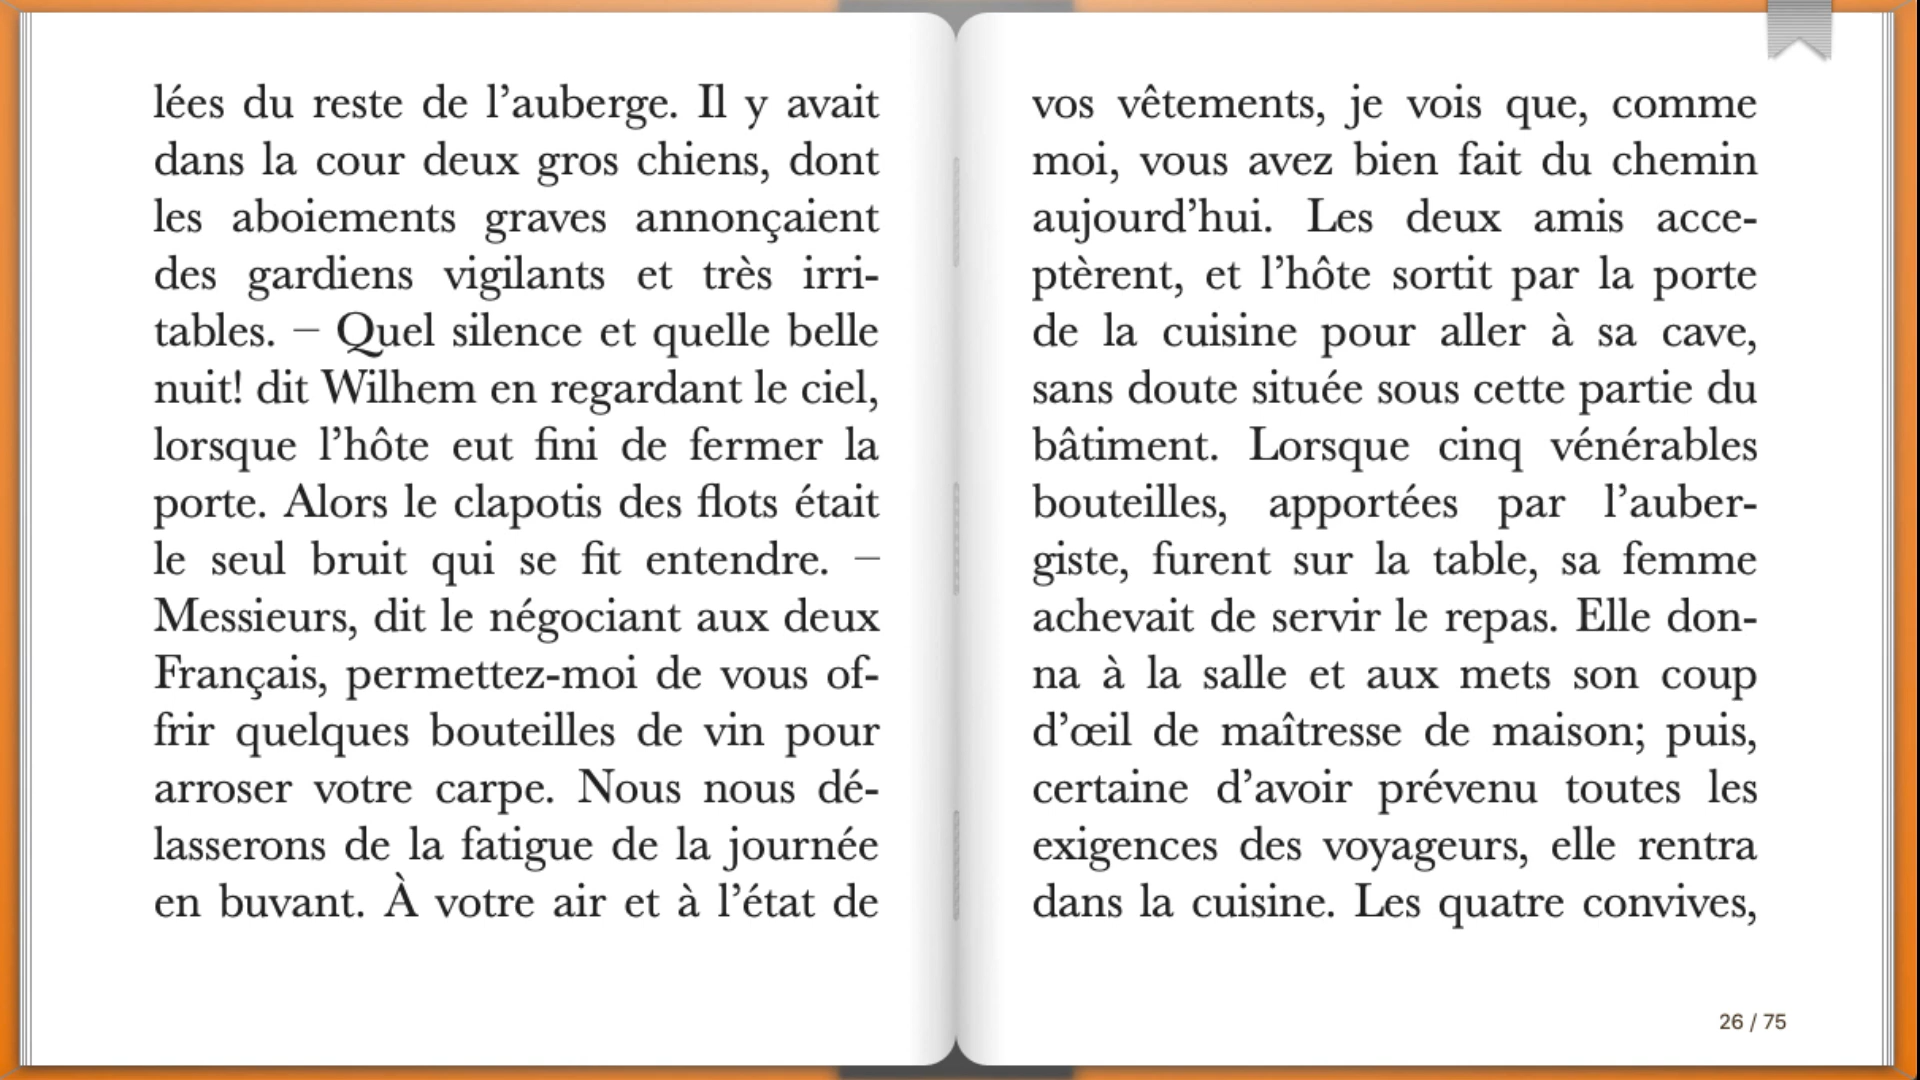 lées du reste de l’auberge. Il y avait
dans la cour deux gros chiens, dont
les aboiements graves annonçaient
des gardiens vigilants et très irri-
tables. – Quel silence et quelle belle
nuit! dit Wilhem en regardant le ciel,
lorsque l’hôte eut fini de fermer la
porte. Alors le clapotis des flots était
le seul bruit qui se fit entendre. –
Messieurs, dit le négociant aux deux
Français, permettez-moi de vous of-
frir quelques bouteilles de vin pour
arroser votre carpe. Nous nous dé-
lasserons de la fatigue de la journée
en buvant. À votre air et à l’état de
vos vêtements, je vois que, comme
moi, vous avez bien fait du chemin
aujourd’hui. Les deux amis acce-
ptèrent, et l’hôte sortit par la porte
de la cuisine pour aller à sa cave,
sans doute située sous cette partie du
bâtiment. Lorsque cinq vénérables
bouteilles, apportées par l’auber-
giste, furent sur la table, sa femme
achevait de servir le repas. Elle don-
na à la salle et aux mets son coup
d’œil de maîtresse de maison; puis,
certaine d’avoir prévenu toutes les
exigences des voyageurs, elle rentra
dans la cuisine. Les quatre convives,
26 / 75